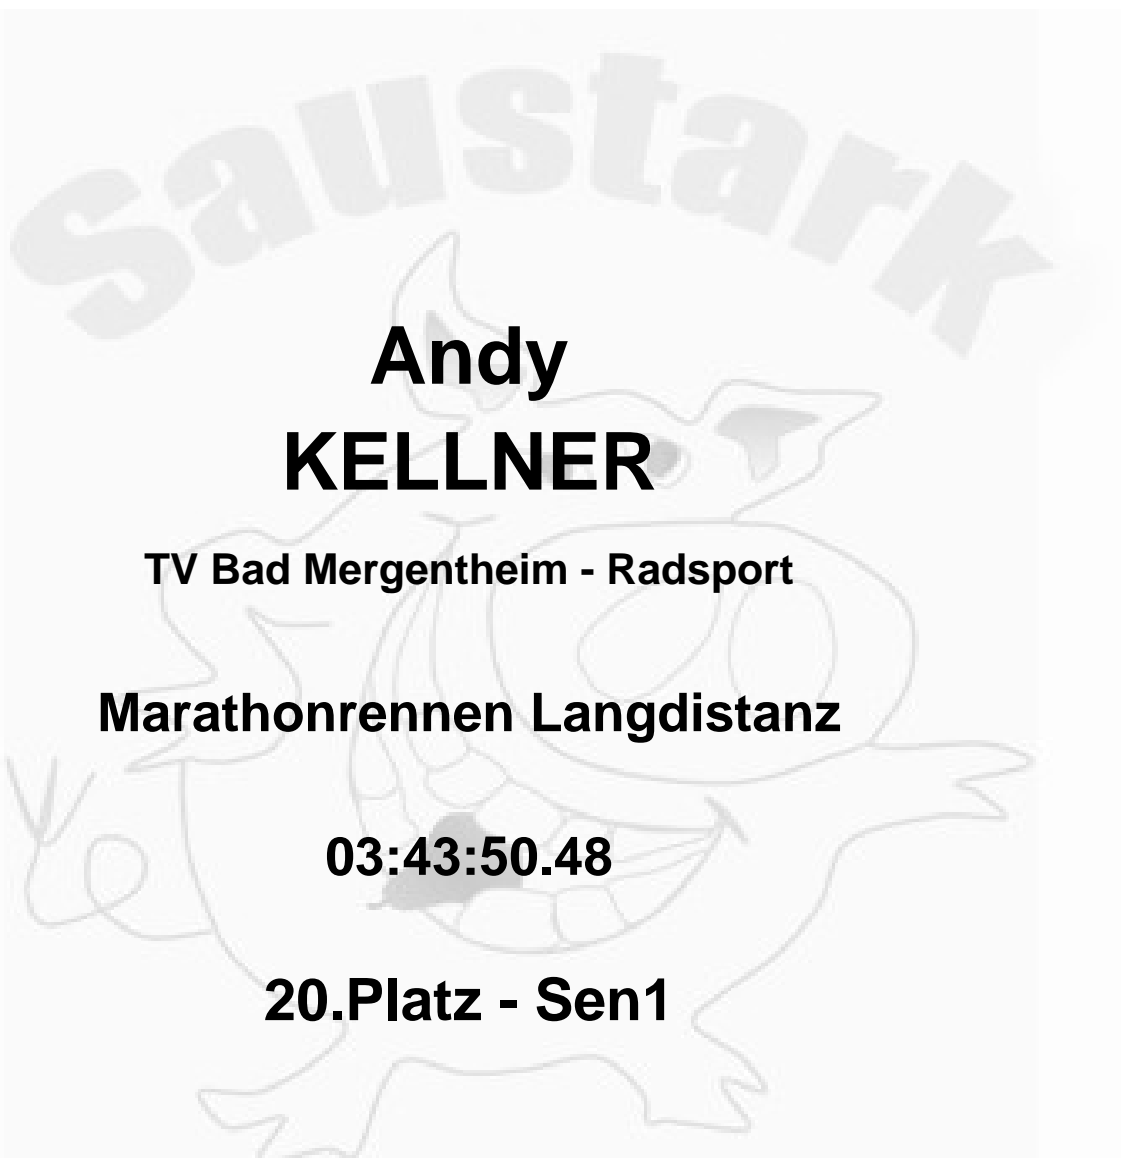 Saustark
Andy
KELLNER
TV Bad Mergentheim - Radsport
Marathonrennen Langdistanz
03:43:50.48
20.Platz - Sen1